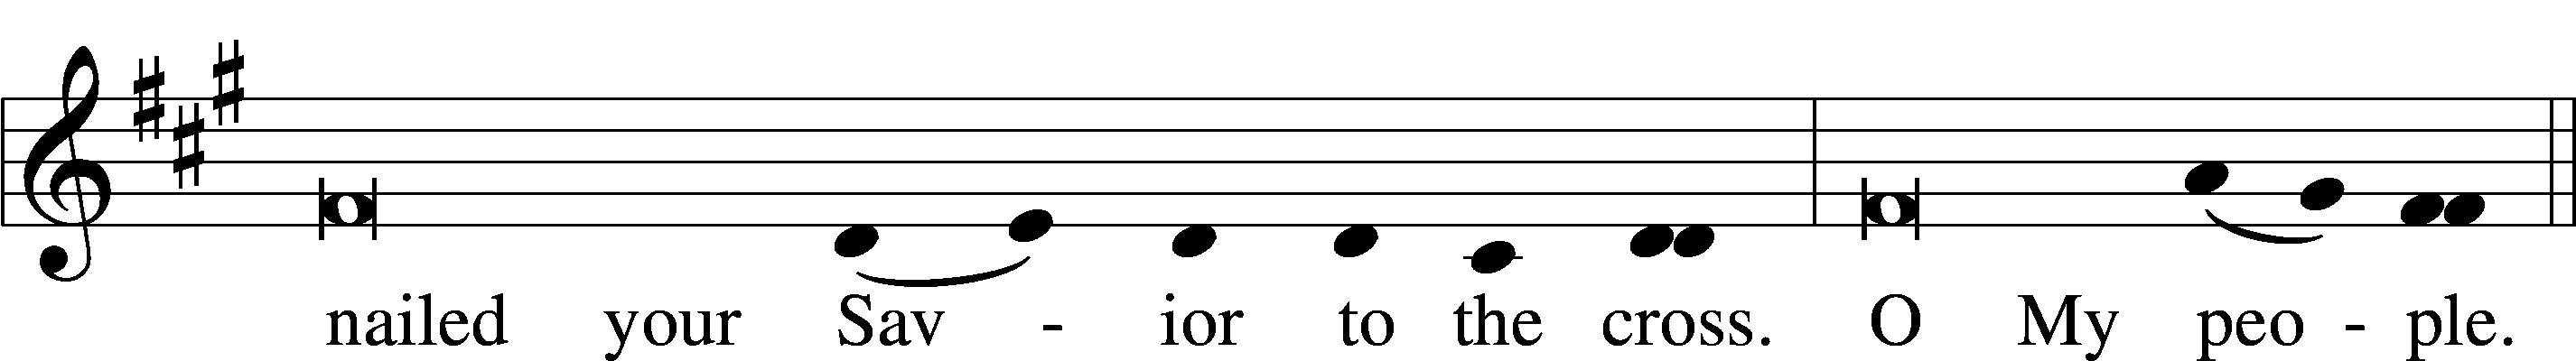 nailed your Sav - ior to the cross. O My peo - ple.